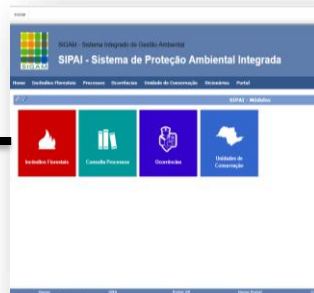 SIGAM
SIGAM - Sistema Integrado de Gestão Ambiental
SIPAI - Sistema de Proteção Ambiental Integrada
SIGAM
Home Incêndios Florestais Processos Ocorrências Unidade de Conservação Dicionários Portal
SIPAI - Módulos
Incêndios Florestais
Consulta Processos
Ocorrências
Unidades de
Conservação